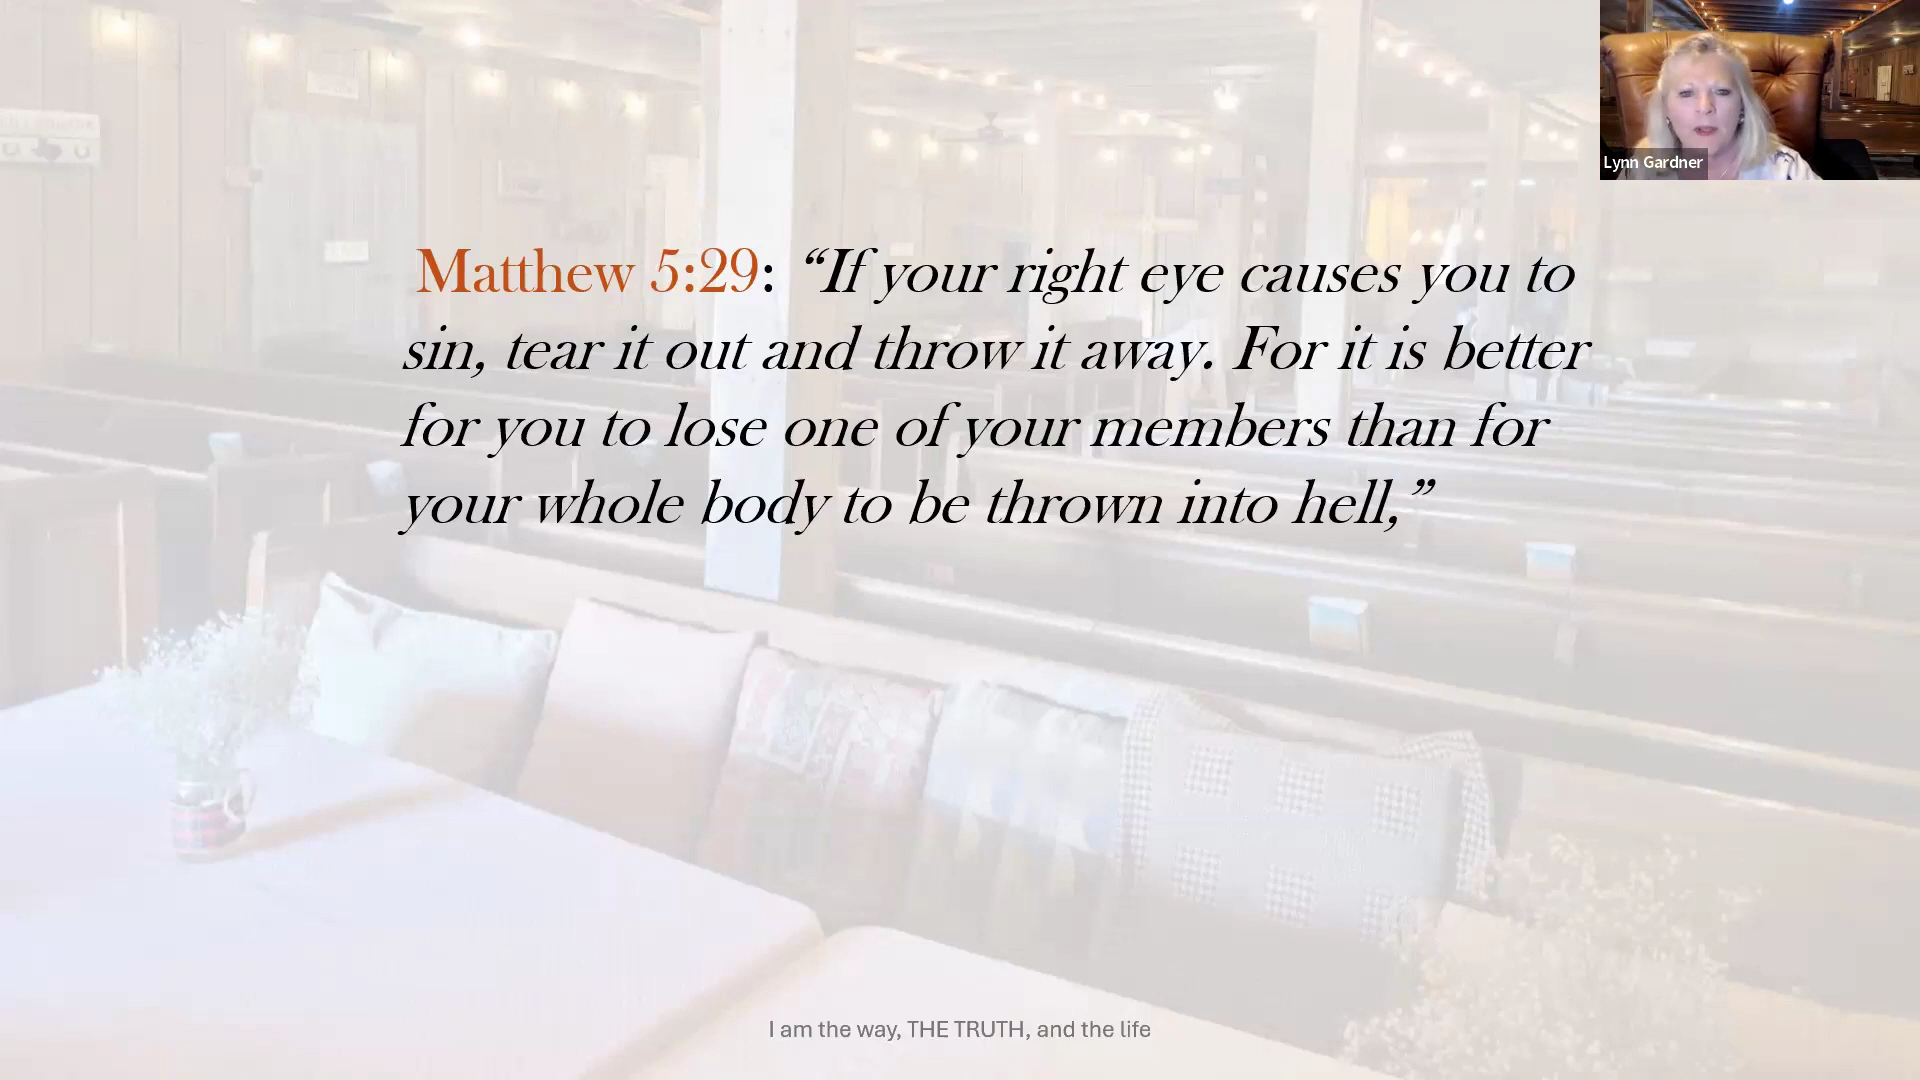 Lynn Gardner
Matthew 5:29: “If your right eye causes you to
sin, tear it out and throw it away. For it is better
for you to lose one of your members than for
your whole body to be thrown into hell,”
I am the way, THE TRUTH, and the life